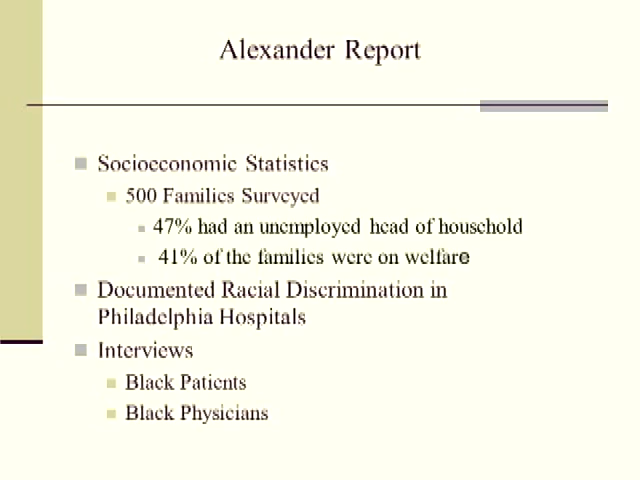 Alexander Report
Socioeconomic Statistics
500 Families Surveyed
47% had an unemployed head of household
41% of the families were on welfare
Documented Racial Discrimination in
Philadelphia Hospitals
Interviews
Black Patients
Black Physicians